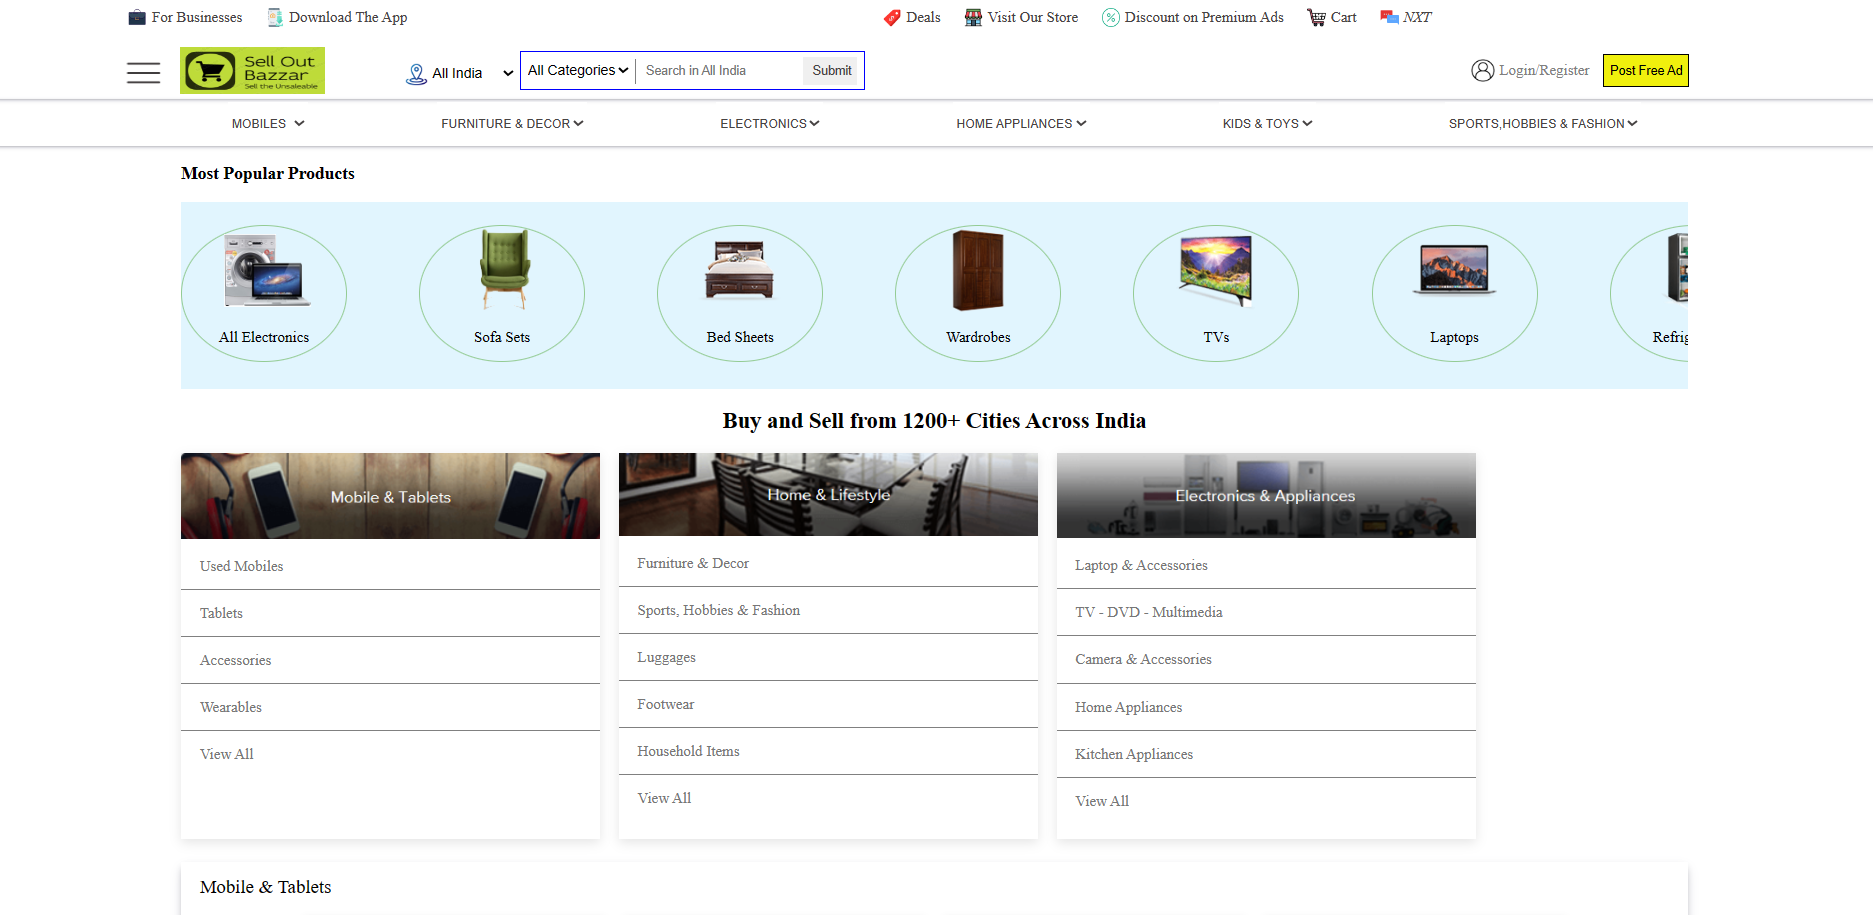 For Businesses
Download The App
Deals
Visit Our Store
Discount on Premium Ads
Cart
NXT
Sell Out
Bazzar
Sell the Unsaleable
All India
All Categories
Search in All India
Submit
Login/Register
Post Free Ad
MOBILES
FURNITURE & DECOR
ELECTRONICS
HOME APPLIANCES
KIDS & TOYS
SPORTS,HOBBIES & FASHION
Most Popular Products
All Electronics
Sofa Sets
Bed Sheets
Wardrobes
TVs
Laptops
Refrig
Buy and Sell from 1200+ Cities Across India
Mobile & Tablets
Used Mobiles
Tablets
Accessories
Wearables
View All
Home & Lifestyle
Furniture & Decor
Sports, Hobbies & Fashion
Luggages
Footwear
Household Items
View All
Electronics & Appliances
Laptop & Accessories
TV - DVD - Multimedia
Camera & Accessories
Home Appliances
Kitchen Appliances
View All
Mobile & Tablets